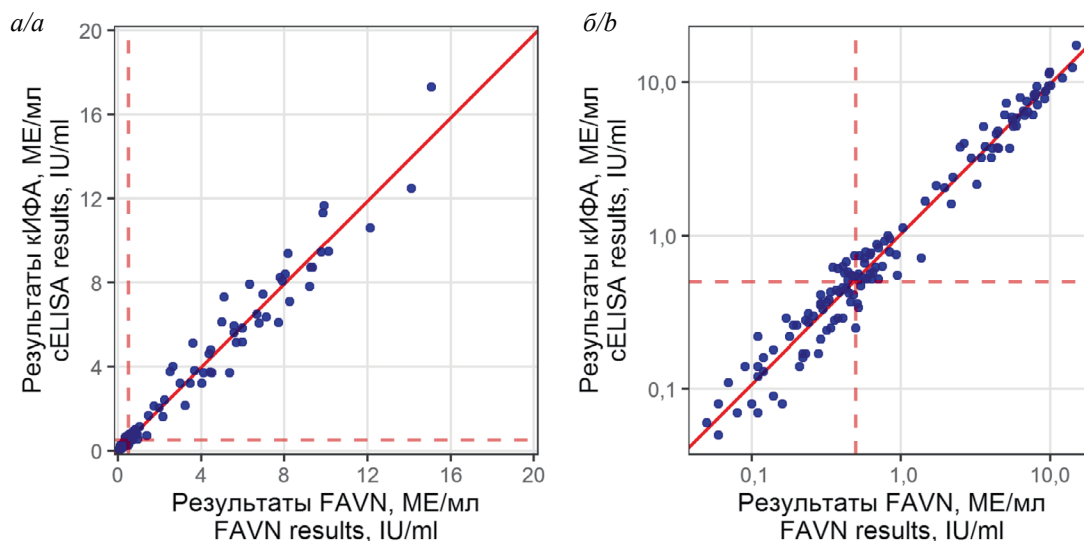 а/a
20
16
12
8
4
0
Результаты кИФА, МЕ/мл
cELISA results, IU/ml
0 4 8 12 16 20
Результаты FAVN, МЕ/мл
FAVN results, IU/ml
б/b
10,0
1,0
0,1
Результаты кИФА, МЕ/мл
cELISA results, IU/ml
0,1 1,0 10,0
Результаты FAVN, МЕ/мл
FAVN results, IU/ml